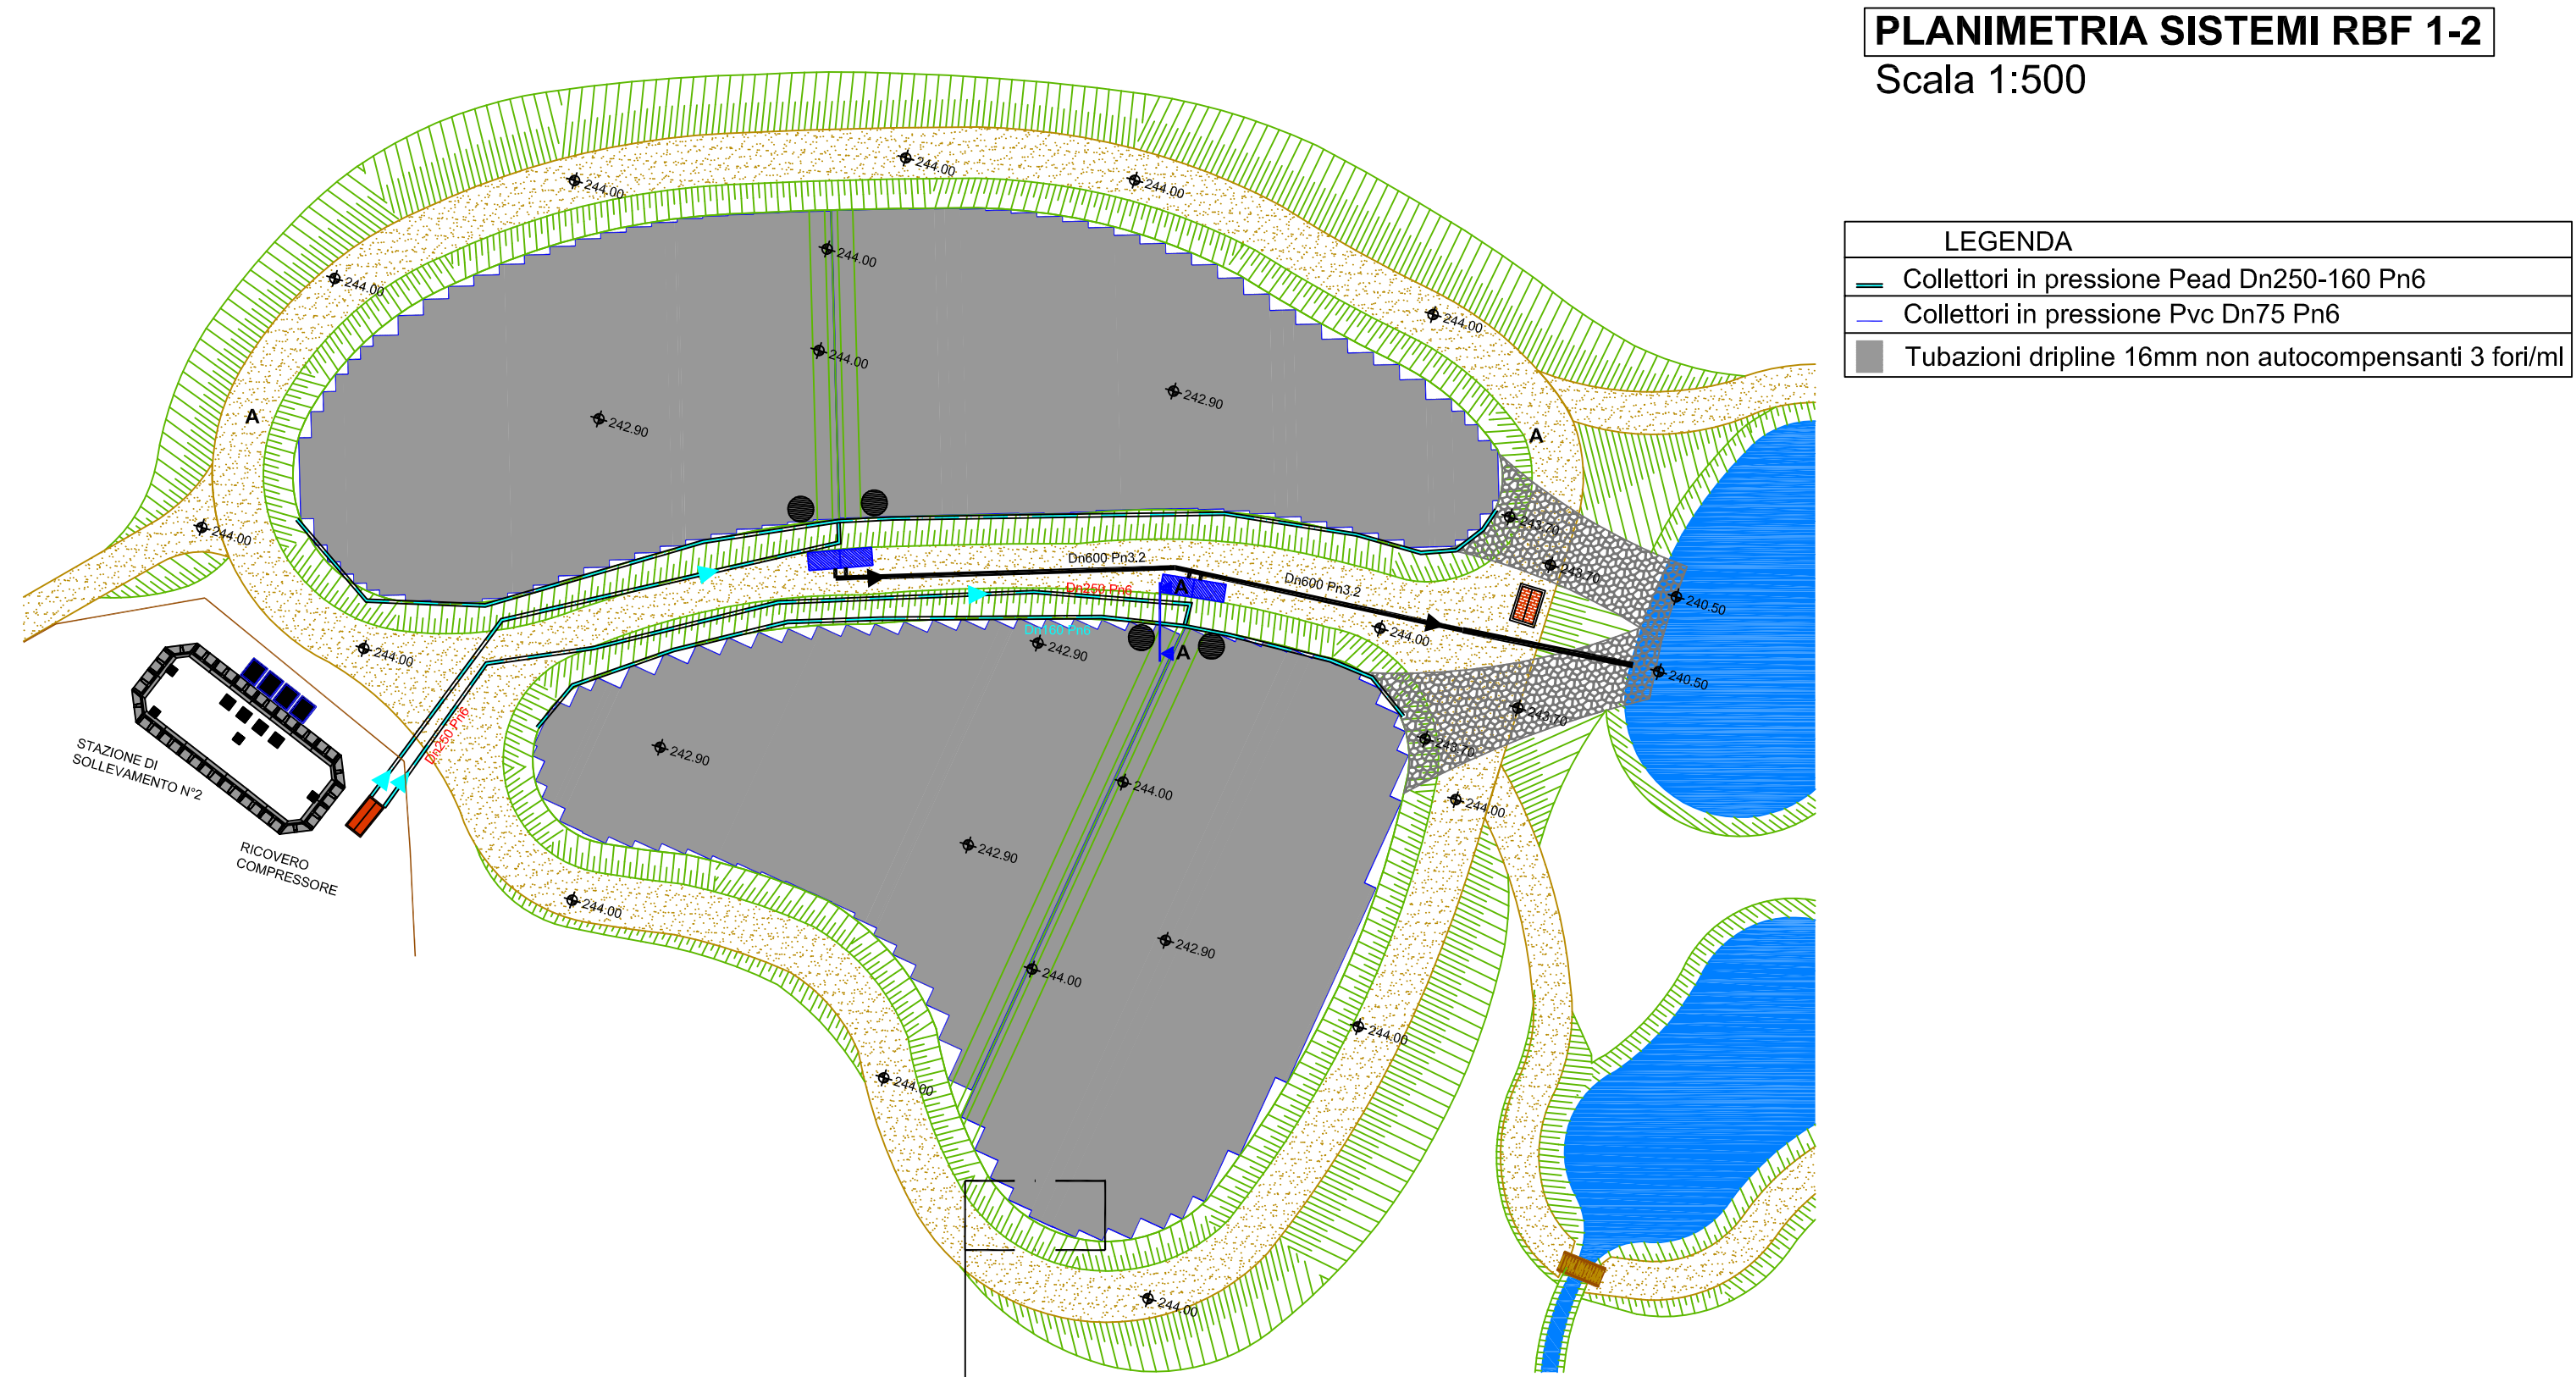 PLANIMETRIA SISTEMI RBF 1-2
Scala 1:500
LEGENDA
Collettori in pressione Pead Dn250-160 Pn6
Collettori in pressione Pvc Dn75 Pn6
Tubazioni dripline 16mm non autocompensanti 3 fori/ml
244.00
244.00
244.00
244.00
244.00
244.00
244.00
242.90
242.90
A
A
244.00
243.70
243.70
240.50
Dn600 Pn3.2
Dn600 Pn3.2
Dn250 Pn6
A
Dn160 Pn6
244.00
244.00
242.90
A
240.50
243.70
243.70
Dn250 Pn6
242.90
244.00
244.00
STAZIONE DI
SOLLEVAMENTO N°2
RICOVERO
COMPRESSORE
242.90
244.00
242.90
244.00
244.00
244.00
244.00